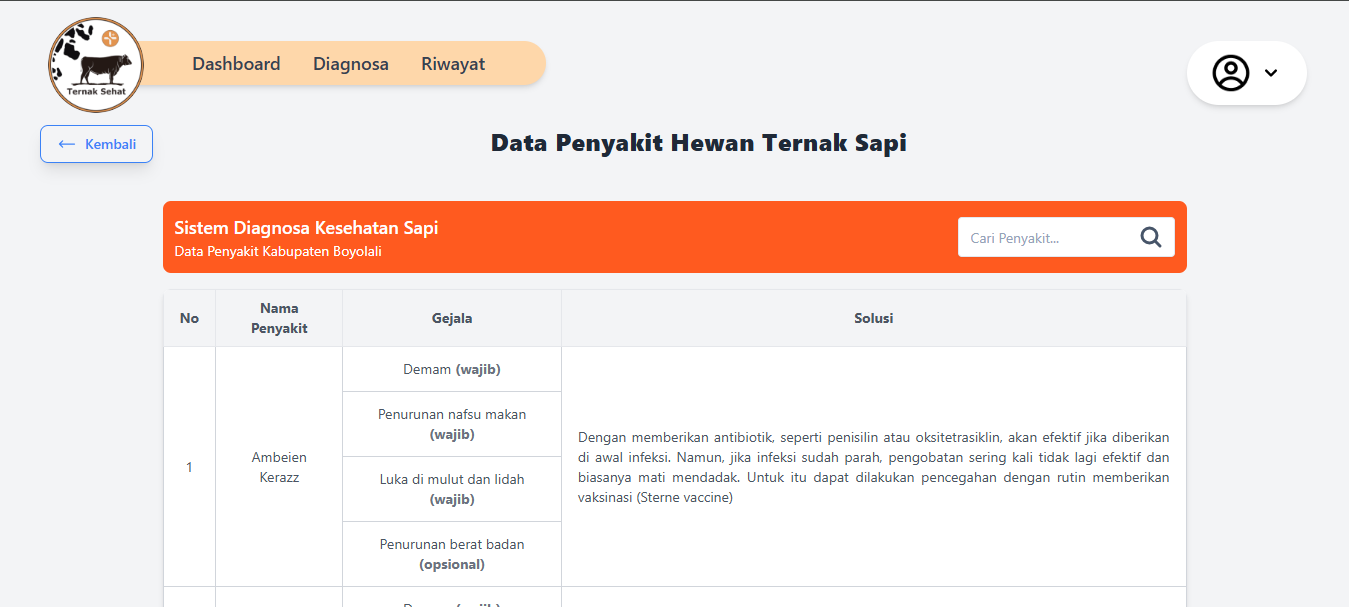 Ternak Sehat
Dashboard
Diagnosa
Riwayat
Kembali
Data Penyakit Hewan Ternak Sapi
Sistem Diagnosa Kesehatan Sapi
Data Penyakit Kabupaten Boyolali
Cari Penyakit...
No
Nama
Penyakit
Gejala
Solusi
1
Ambeien
Kerazz
Demam (wajib)
Penurunan nafsu makan
(wajib)
Luka di mulut dan lidah
(wajib)
Penurunan berat badan
(opsional)
Dengan memberikan antibiotik, seperti penisilin atau oksitetrasiklin, akan efektif jika diberikan
di awal infeksi. Namun, jika infeksi sudah parah, pengobatan sering kali tidak lagi efektif dan
biasanya mati mendadak. Untuk itu dapat dilakukan pencegahan dengan rutin memberikan
vaksinasi (Sterne vaccine)